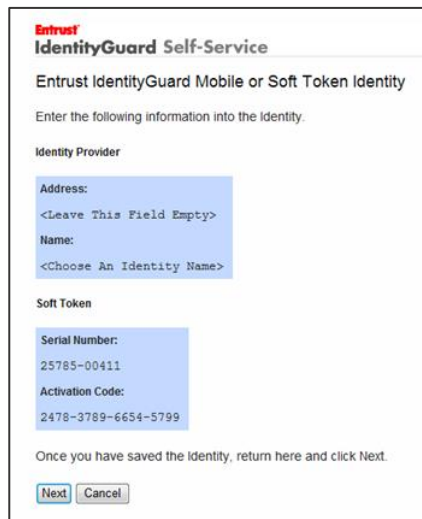 Entrust
IdentityGuard Self-Service
Entrust IdentityGuard Mobile or Soft Token Identity
Enter the following information into the Identity.
Identity Provider
Address:
<Leave This Field Empty>
Name:
<Choose An Identity Name>
Soft Token
Serial Number:
25785-00411
Activation Code:
2478-3789-6654-5799
Once you have saved the Identity, return here and click Next.
Next Cancel